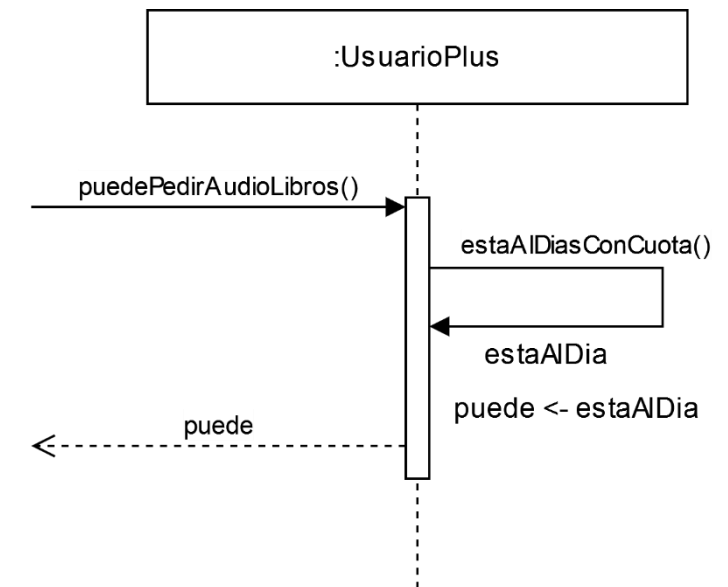 :UsuarioPlus
puedePedirAudioLibros()
estaAlDiasConCuota()
estaAlDia
puede <- estaAlDia
puede